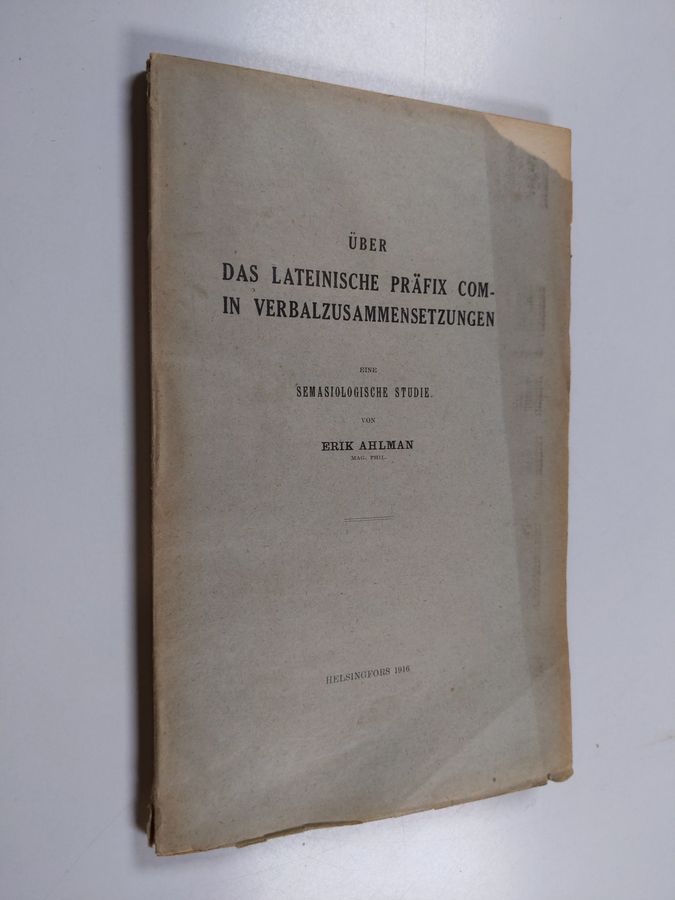 ÜBER
DAS LATEINISCHE PRÄFIX COM-
IN VERBALZUSAMMENSETZUNGEN
EINE
SEMASIOLOGISCHE STUDIE.
VON
ERIK AHLMAN
MAG. PHIL.
HELSINGFORS 1916